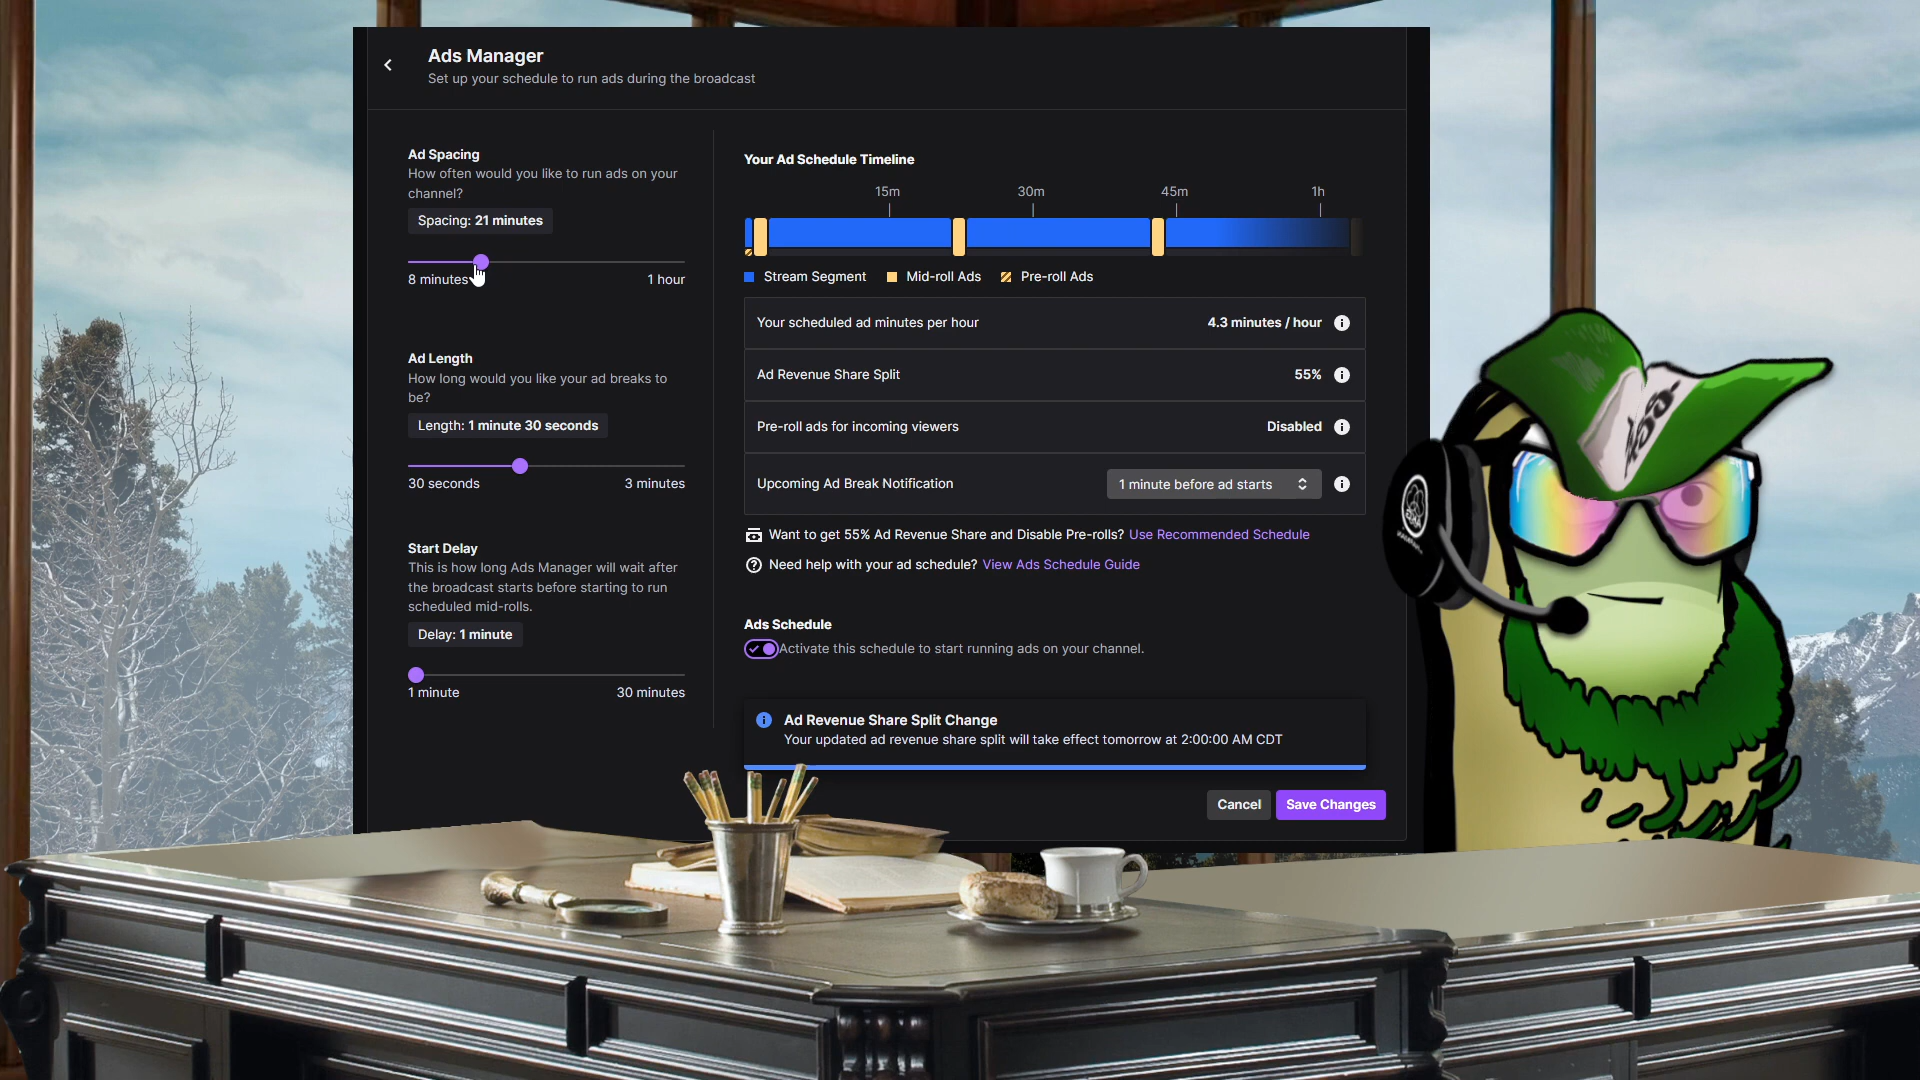 Ads Manager
Set up your schedule to run ads during the broadcast
Ad Spacing
How often would you like to run ads on your
channel?
Spacing: 21 minutes
8 minutes
1 hour
Ad Length
How long would you like your ad breaks to
be?
Length: 1 minute 30 seconds
30 seconds
3 minutes
Start Delay
This is how long Ads Manager will wait after
the broadcast starts before starting to run
scheduled mid-rolls.
Delay: 1 minute
1 minute
30 minutes
Your Ad Schedule Timeline
15m
30m
45m
1h
Stream Segment
Mid-roll Ads
Pre-roll Ads
Your scheduled ad minutes per hour
4.3 minutes / hour
Ad Revenue Share Split
55%
Pre-roll ads for incoming viewers
Disabled
Upcoming Ad Break Notification
1 minute before ad starts
Want to get 55% Ad Revenue Share and Disable Pre-rolls? Use Recommended Schedule
Need help with your ad schedule? View Ads Schedule Guide
Ads Schedule
Activate this schedule to start running ads on your channel.
Ad Revenue Share Split Change
Your updated ad revenue share split will take effect tomorrow at 2:00:00 AM CDT
Cancel
Save Changes